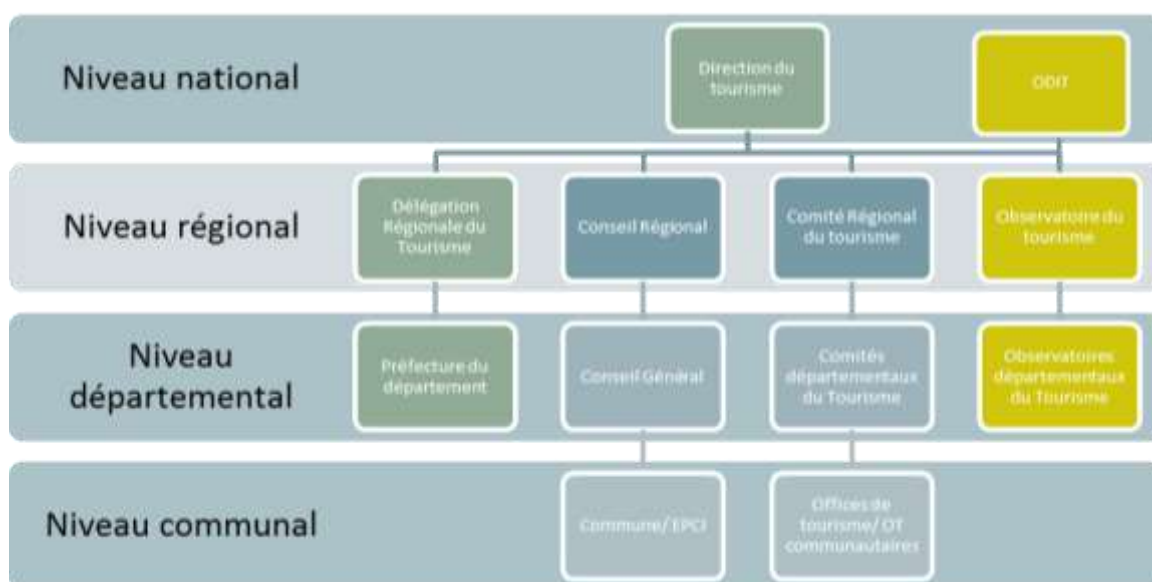 Niveau national
Direction du
tourisme
ODIT
Niveau régional
Délégation
Régionale du
Tourisme
Conseil Régional
Comité Régional
du tourisme
Observatoire du
tourisme
Niveau
départemental
Préfecture du
département
Conseil Général
Comités
départementaux
du Tourisme
Observatoires
départementaux
du Tourisme
Niveau communal
Commune/ EPCI
Offices de
tourisme/ OT
communautaires